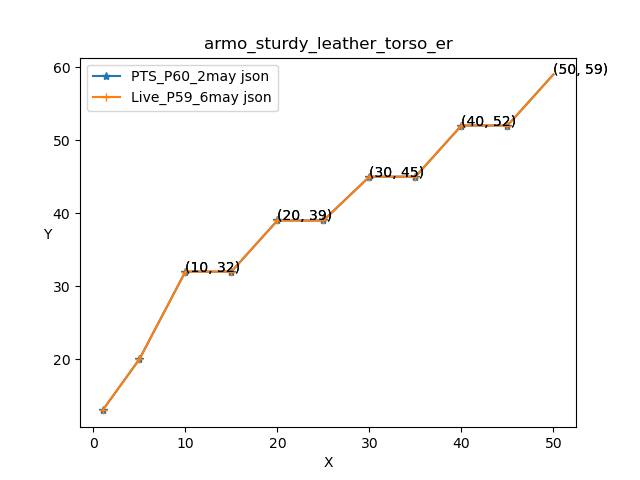 armo_sturdy_leather_torso_er
PTS_P60_2may json
Live_P59_6may json
60
50
40
30
20
Y
(50, 59)
(40, 52)
(30, 45)
(20, 39)
(10, 32)
0 10 20 30 40 50
X